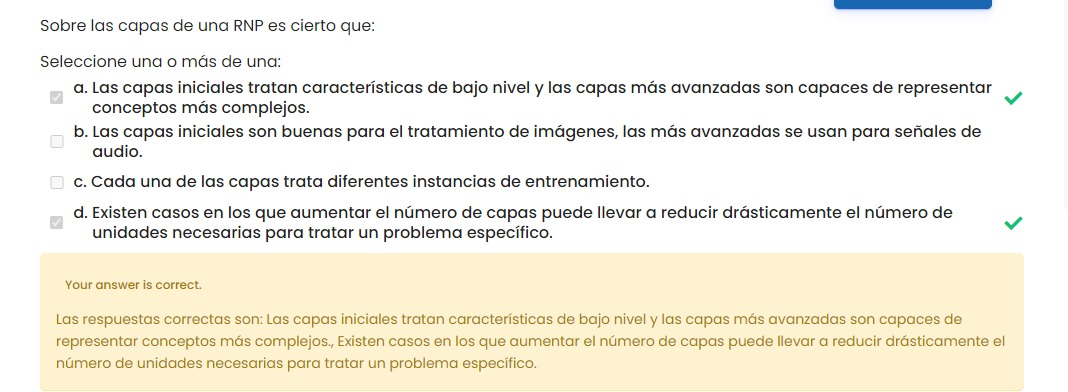 Sobre las capas de una RNP es cierto que:
Seleccione una o más de una:
a. Las capas iniciales tratan características de bajo nivel y las capas más avanzadas son capaces de representar
conceptos más complejos.
b. Las capas iniciales son buenas para el tratamiento de imágenes, las más avanzadas se usan para señales de
audio.
c. Cada una de las capas trata diferentes instancias de entrenamiento.
d. Existen casos en los que aumentar el número de capas puede llevar a reducir drásticamente el número de
unidades necesarias para tratar un problema específico.
Your answer is correct.
Las respuestas correctas son: Las capas iniciales tratan características de bajo nivel y las capas más avanzadas son capaces de
representar conceptos más complejos., Existen casos en los que aumentar el número de capas puede llevar a reducir drásticamente el
número de unidades necesarias para tratar un problema específico.